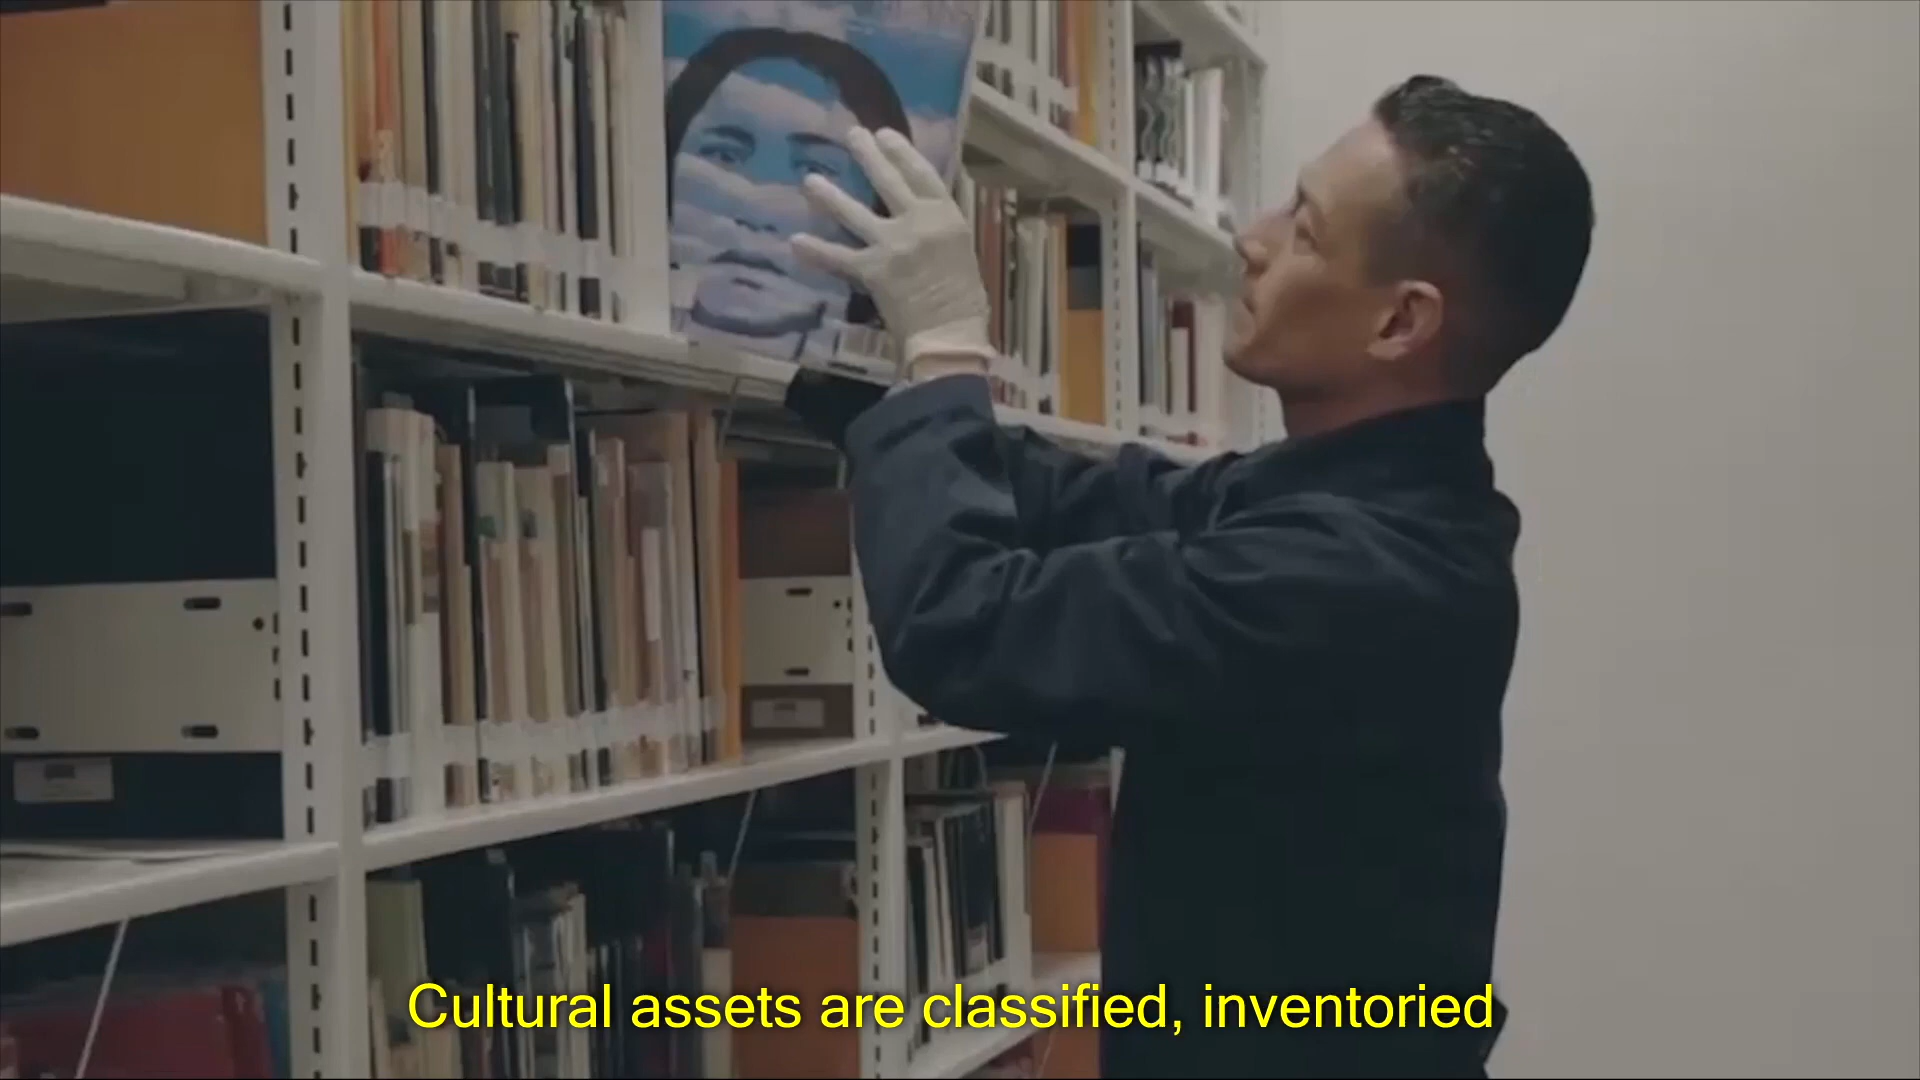 Cultural assets are classified, inventoried